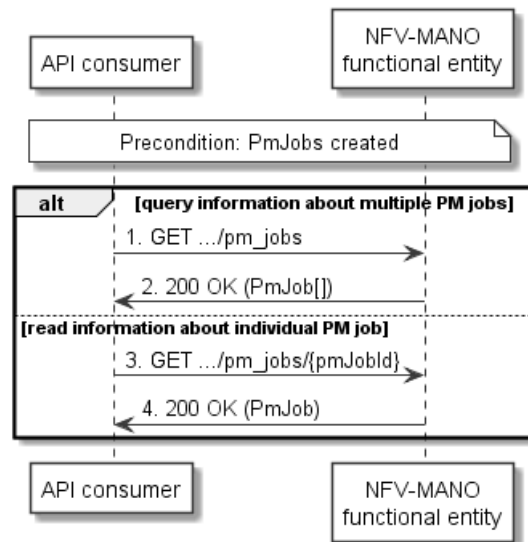 API consumer
NFV-MANO
functional entity
Precondition: PmJobs created
alt
[query information about multiple PM jobs]
1. GET .../pm_jobs
2. 200 OK (PmJob[])
[read information about individual PM job]
3. GET .../pm_jobs/{pmJobId}
4. 200 OK (PmJob)
API consumer
NFV-MANO
functional entity